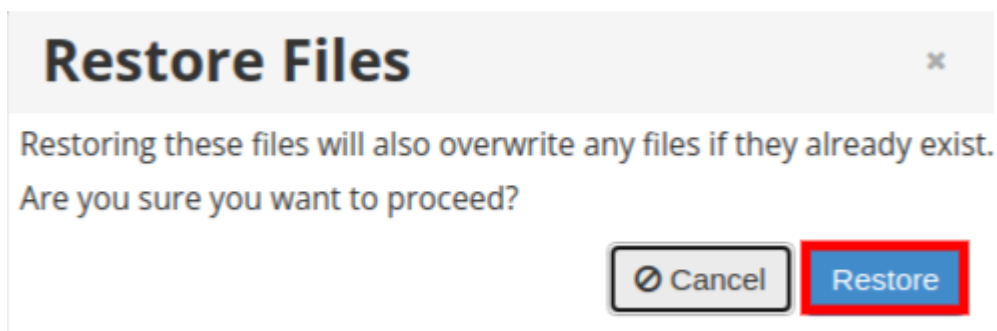 Restore Files
Restoring these files will also overwrite any files if they already exist.
Are you sure you want to proceed?
Cancel Restore